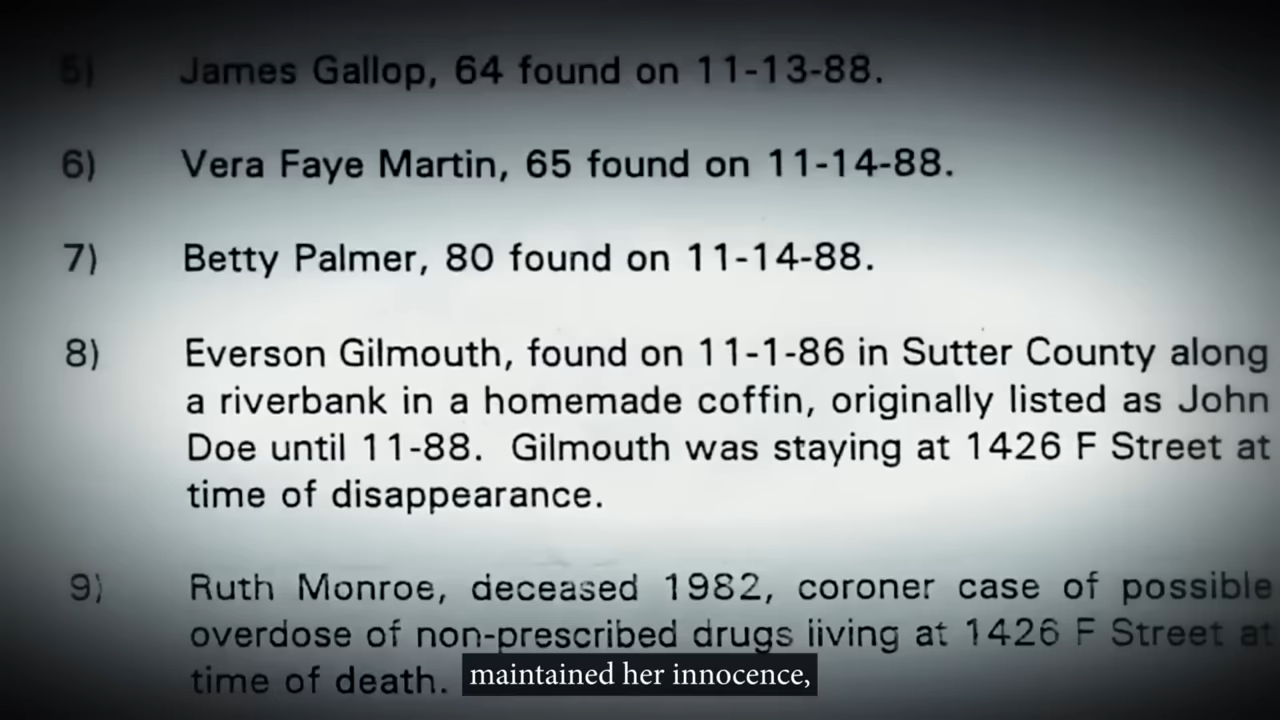 5) James Gallop, 64 found on 11-13-88.
6) Vera Faye Martin, 65 found on 11-14-88.
7) Betty Palmer, 80 found on 11-14-88.
8) Everson Gilmouth, found on 11-1-86 in Sutter County along
a riverbank in a homemade coffin, originally listed as John
Doe until 11-88. Gilmouth was staying at 1426 F Street at
time of disappearance.
9) Ruth Monroe, deceased 1982, coroner case of possible
overdose of non-prescribed drugs living at 1426 F Street at
time of death.
maintained her innocence,